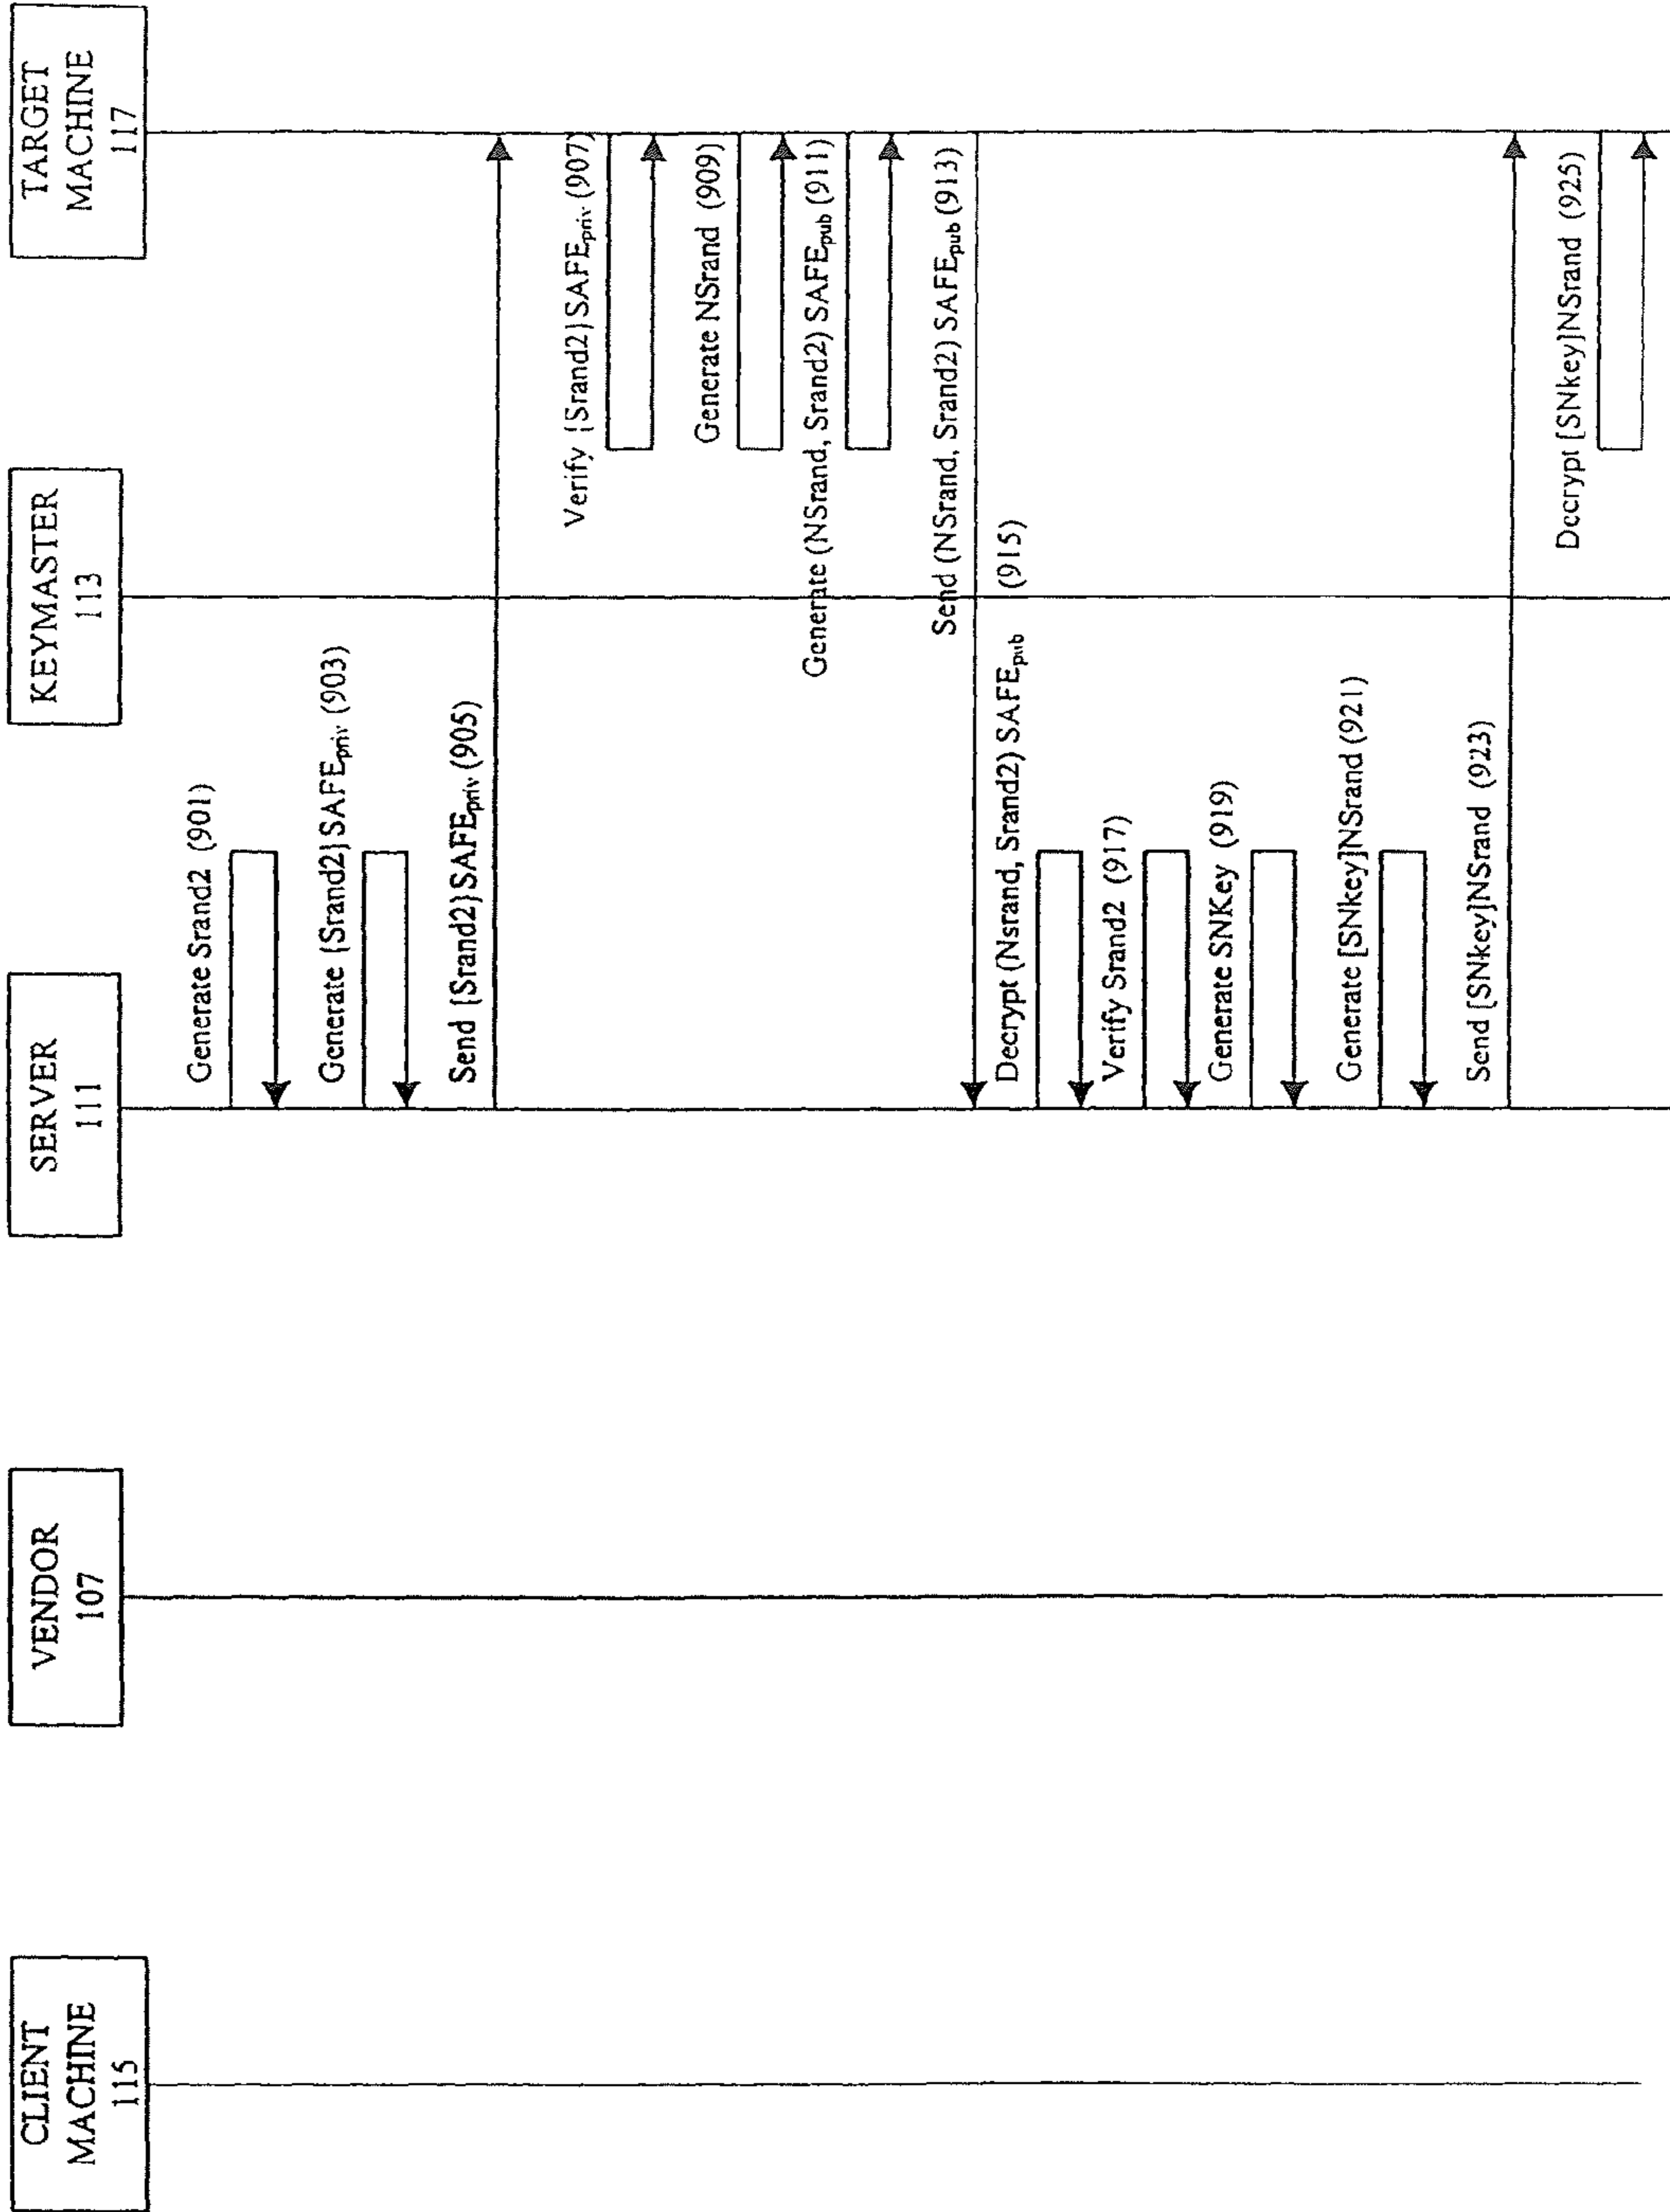 CLIENT
MACHINE
115
VENDOR
107
SERVER
111
KEYMASTER
113
TARGET
MACHINE
117
Generate Srand2 (901)
Generate {Srand2}SAFEpriv (903)
Send {Srand2}SAFEpriv (905)
Verify {Srand2}SAFEpriv (907)
Generate NSrand (909)
Generate (NSrand, Srand2) SAFEpub (911)
Send (NSrand, Srand2) SAFEpub (913)
Decrypt (Nsrand, Srand2) SAFEpub (915)
Verify Srand2 (917)
Generate SNKey (919)
Generate [SNkey]NSrand (921)
Send [SNkey]NSrand (923)
Decrypt [SNkey]NSrand (925)